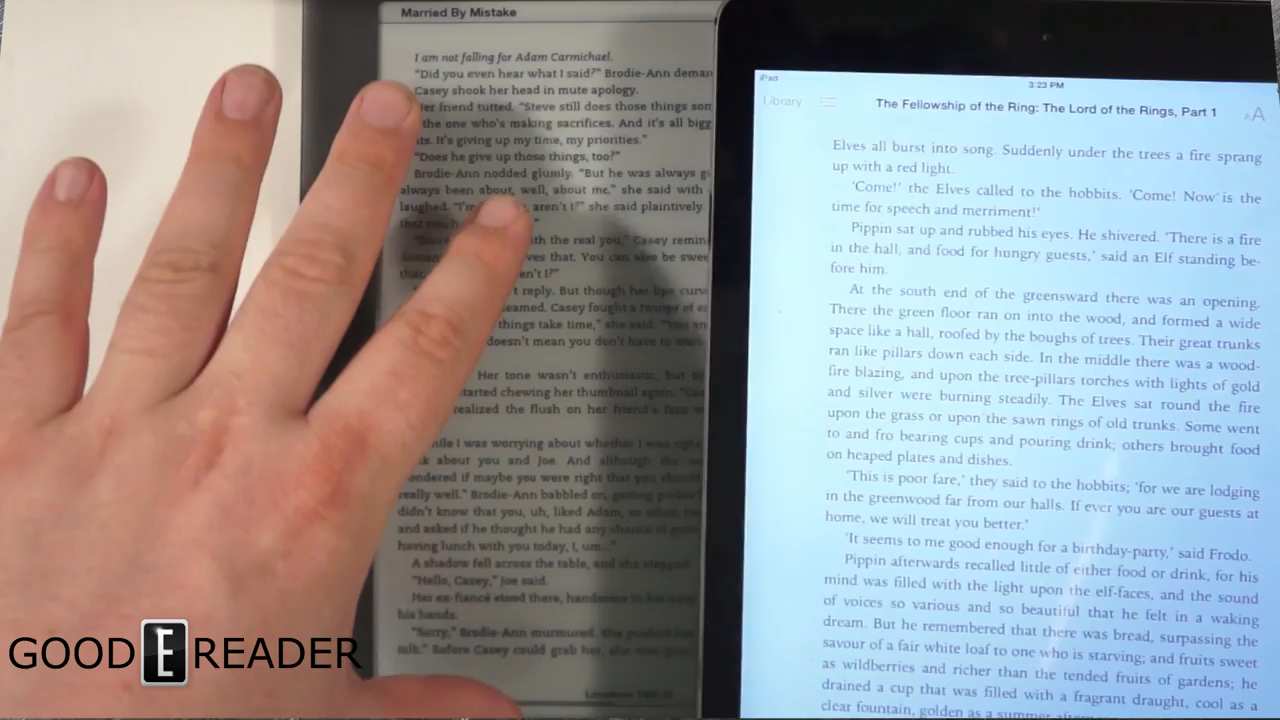 Married By Mistake
I am not falling for Adam Carmichael.
"Did you even hear what I said?" Brodie-Ann
Casey shook her head in mute apology.
Her friend tutted. "Steve still does those things
the one who's making sacrifices. And it's all
It's giving up my time, my priorities."
"Does he give up those things, too?"
Brodie-Ann nodded glumly. "But he was always
always been about, well, about me," she said with
laughed. aren't I?" she said plaintively
with the real you," Casey
that. You can also be
reply. But though her lips
Casey fought a
things take time," she said.
doesn't mean you don't have to
Her tone wasn't enthusiastic, but
started chewing her thumbnail again.
realized the flush on her friend's face
I was worrying about whether I was
about you and Joe. And although the
if maybe you were right that you
really well." Brodie-Ann babbled on, getting
didn't know that you, uh, liked Adam,
and asked if he thought he had any chance of
having lunch with you today, I, um..."
A shadow fell across the table, and she stopped
"Hello, Casey," Joe said.
Her ex-fiancé stood there, handsome in
his hands.
"Sorry," Brodie-Ann murmured. She pushed
Before Casey could grab her, she
iPad
3:23 PM
Library
The Fellowship of the Ring: The Lord of the Rings, Part 1
AA
Elves all burst into song. Suddenly under the trees a fire sprang
up with a red light.
'Come!' the Elves called to the hobbits. 'Come! Now is the
time for speech and merriment!'
Pippin sat up and rubbed his eyes. He shivered. 'There is a fire
in the hall, and food for hungry guests,' said an Elf standing be-
fore him.
At the south end of the greensward there was an opening.
There the green floor ran on into the wood, and formed a wide
space like a hall, roofed by the boughs of trees. Their great trunks
ran like pillars down each side. In the middle there was a wood-
fire blazing, and upon the tree-pillars torches with lights of gold
and silver were burning steadily. The Elves sat round the fire
upon the grass or upon the sawn rings of old trunks. Some went
to and fro bearing cups and pouring drink; others brought food
on heaped plates and dishes.
'This is poor fare,' they said to the hobbits; 'for we are lodging
in the greenwood far from our halls. If ever you are our guests at
home, we will treat you better.'
'It seems to me good enough for a birthday-party,' said Frodo.
Pippin afterwards recalled little of either food or drink, for his
mind was filled with the light upon the elf-faces, and the sound
of voices so various and so beautiful that he felt in a waking
dream. But he remembered that there was bread, surpassing the
savour of a fair white loaf to one who is starving; and fruits sweet
as wildberries and richer than the tended fruits of gardens; he
drained a cup that was filled with a fragrant draught, cool as a
clear fountain, golden as a summer
GOOD E READER